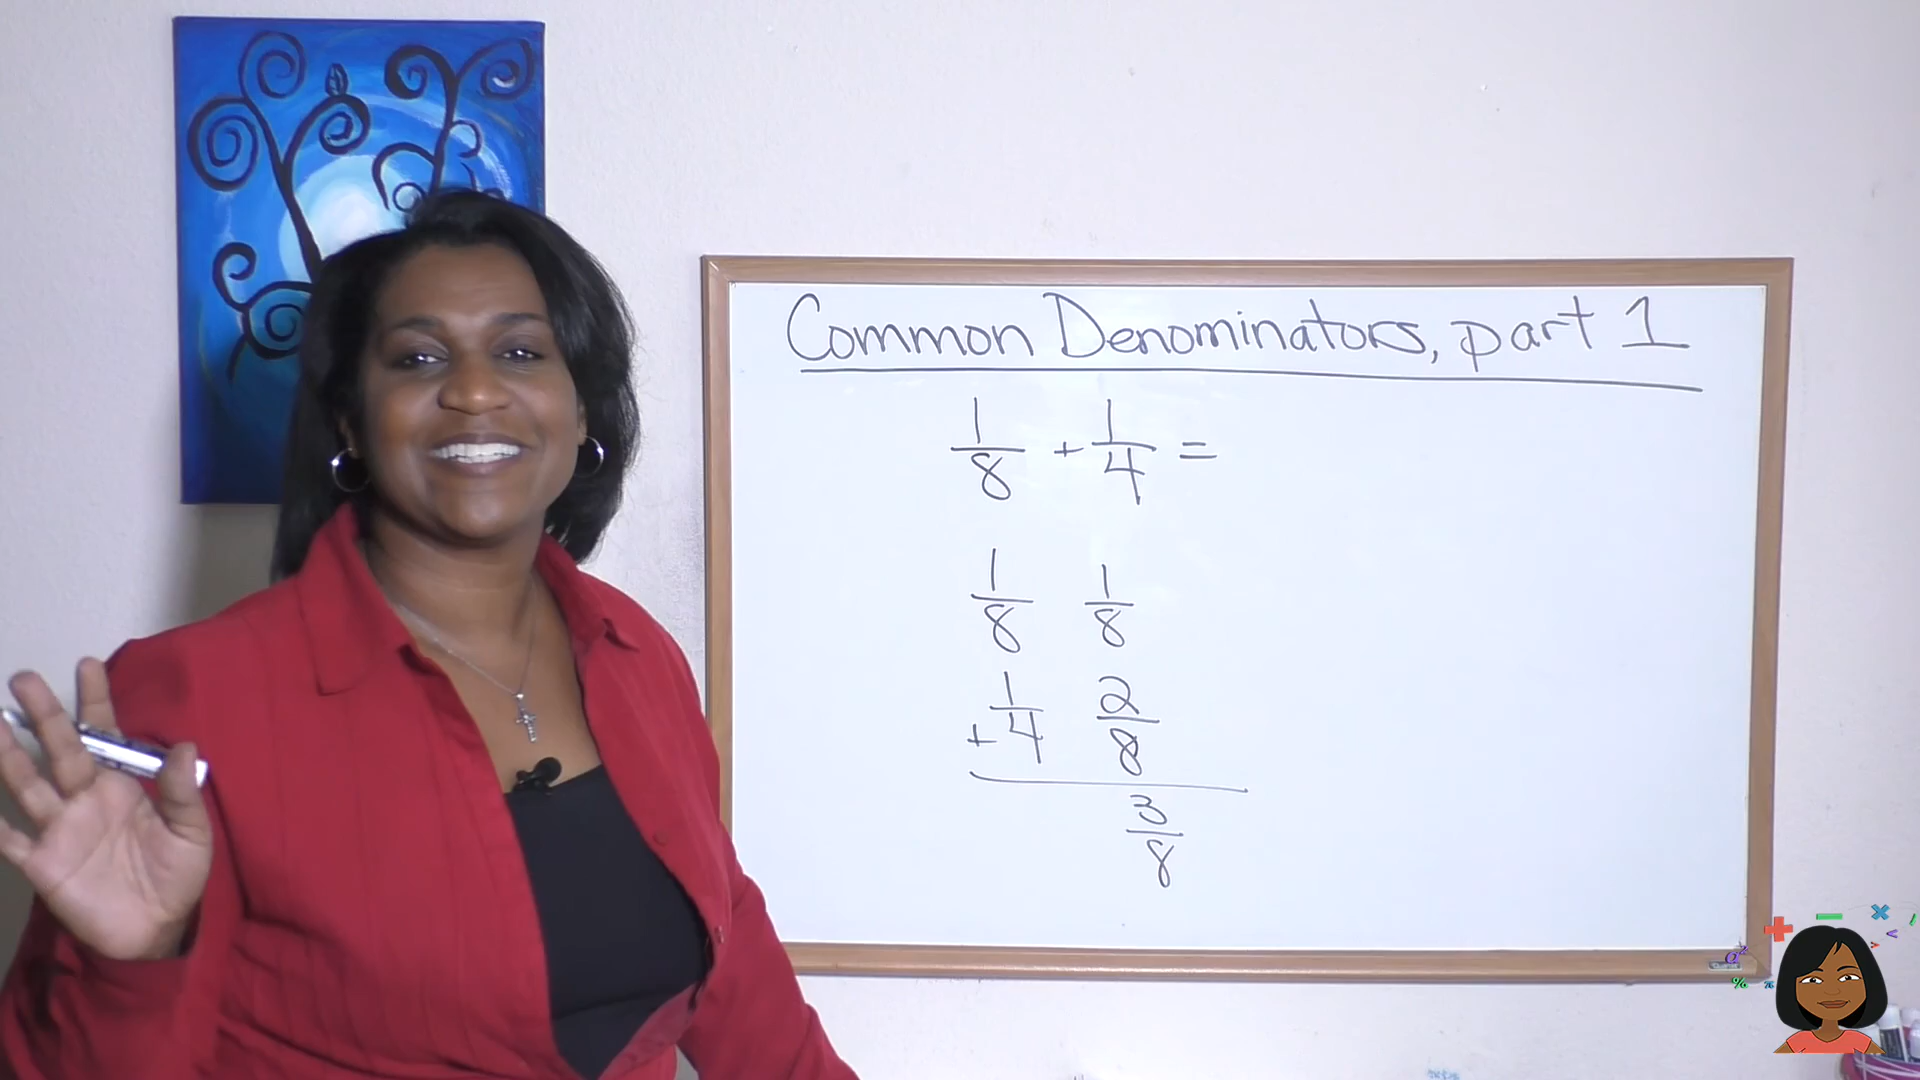 Common Denominators, part 1
1/8 + 1/4 =
1/8 1/8
+ 1/4 2/8
3/8